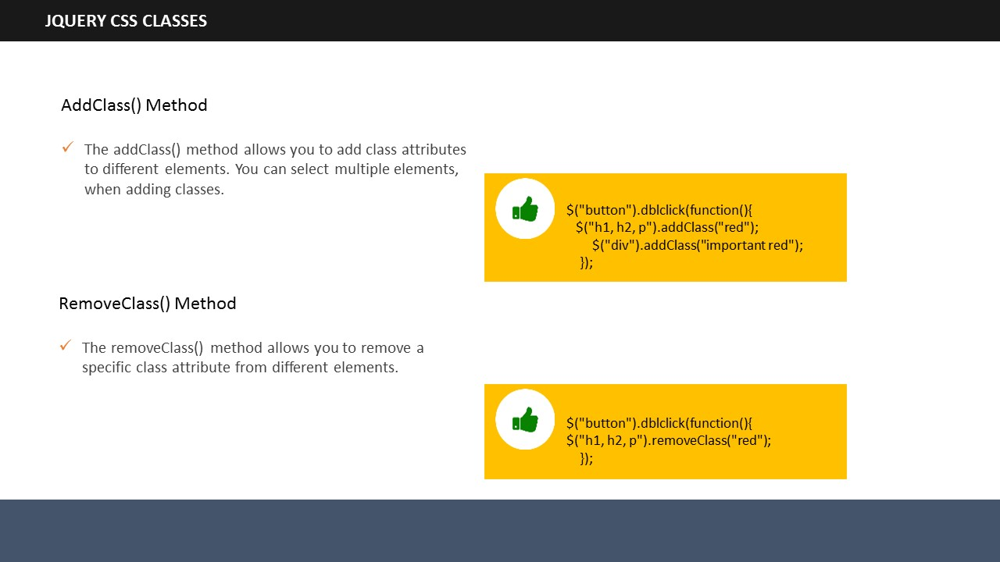 JQUERY CSS CLASSES
AddClass() Method
The addClass() method allows you to add class attributes
to different elements. You can select multiple elements,
when adding classes.
$("button").dblclick(function(){
$("h1, h2, p").addClass("red");
$("div").addClass("important red");
});
RemoveClass() Method
The removeClass() method allows you to remove a
specific class attribute from different elements.
$("button").dblclick(function(){
$("h1, h2, p").removeClass("red");
});